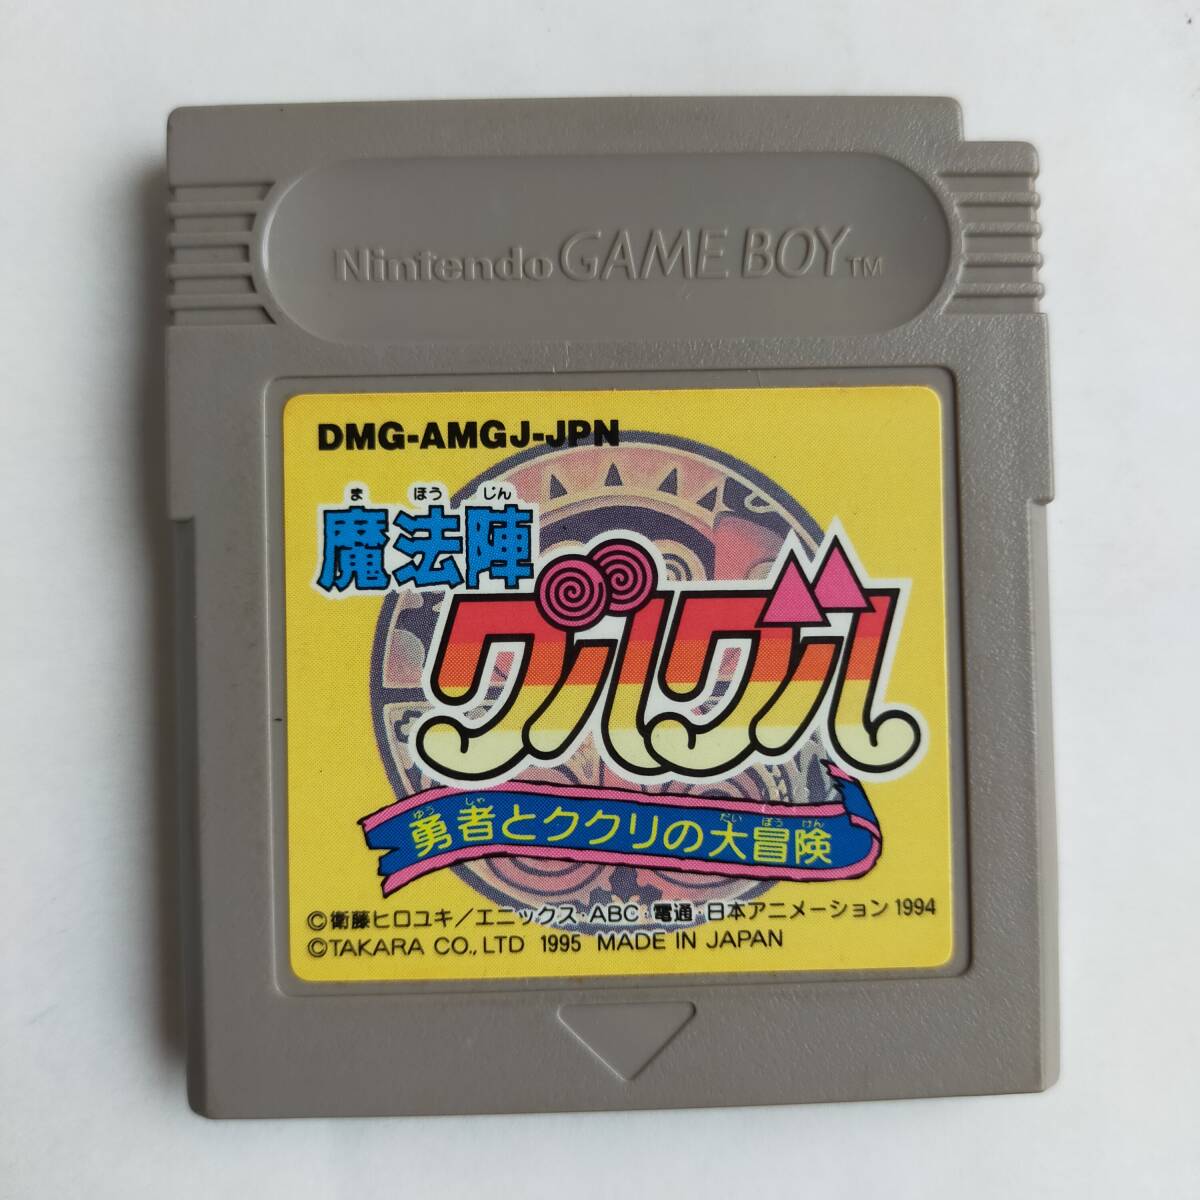 Nintendo GAME BOY TM
DMG-AMGJ-JPN
ま ほう じん
魔法陣
グルグル
ゆう しゃ だい ぼう けん
勇者とククリの大冒険
©衛藤ヒロユキ/エニックス・ABC・電通・日本アニメーション 1994
©TAKARA CO., LTD 1995 MADE IN JAPAN